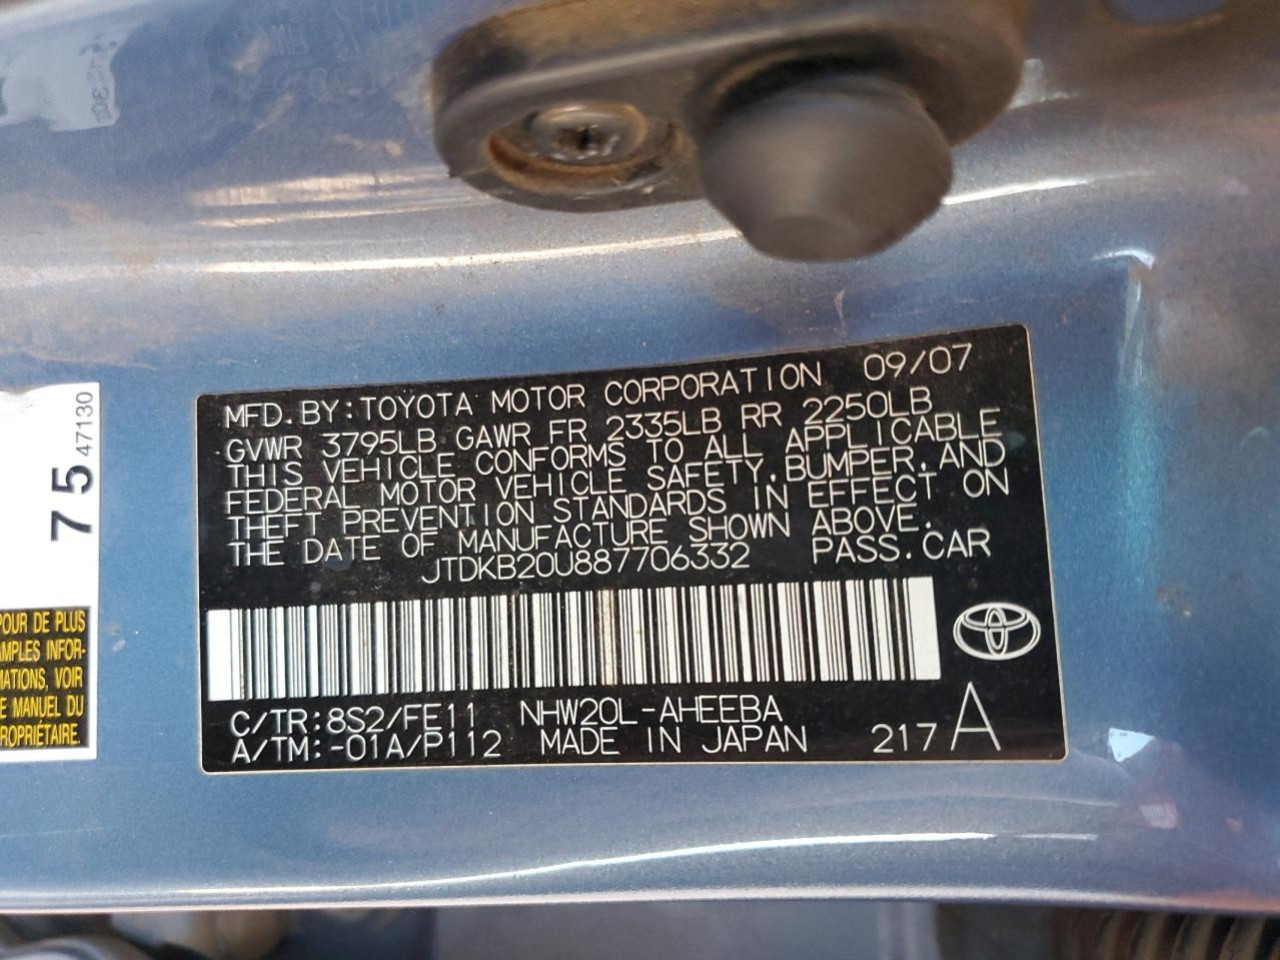 MFD. BY: TOYOTA MOTOR CORPORATION 09/07
GVWR 3795LB GAWR FR 2335LB RR 2250LB
THIS VEHICLE CONFORMS TO ALL APPLICABLE
FEDERAL MOTOR VEHICLE SAFETY, BUMPER, AND
THEFT PREVENTION STANDARDS IN EFFECT ON
THE DATE OF MANUFACTURE SHOWN ABOVE.
JTDKB20U887706332 PASS. CAR
C/TR: 8S2/FE11 NHW20L-AHEEBA
A/TM: -01A/P112 MADE IN JAPAN 217 A
75 47130
POUR DE PLUS
AMPLES INFOR-
MATIONS, VOIR
LE MANUEL DU
PROPRIÉTAIRE.